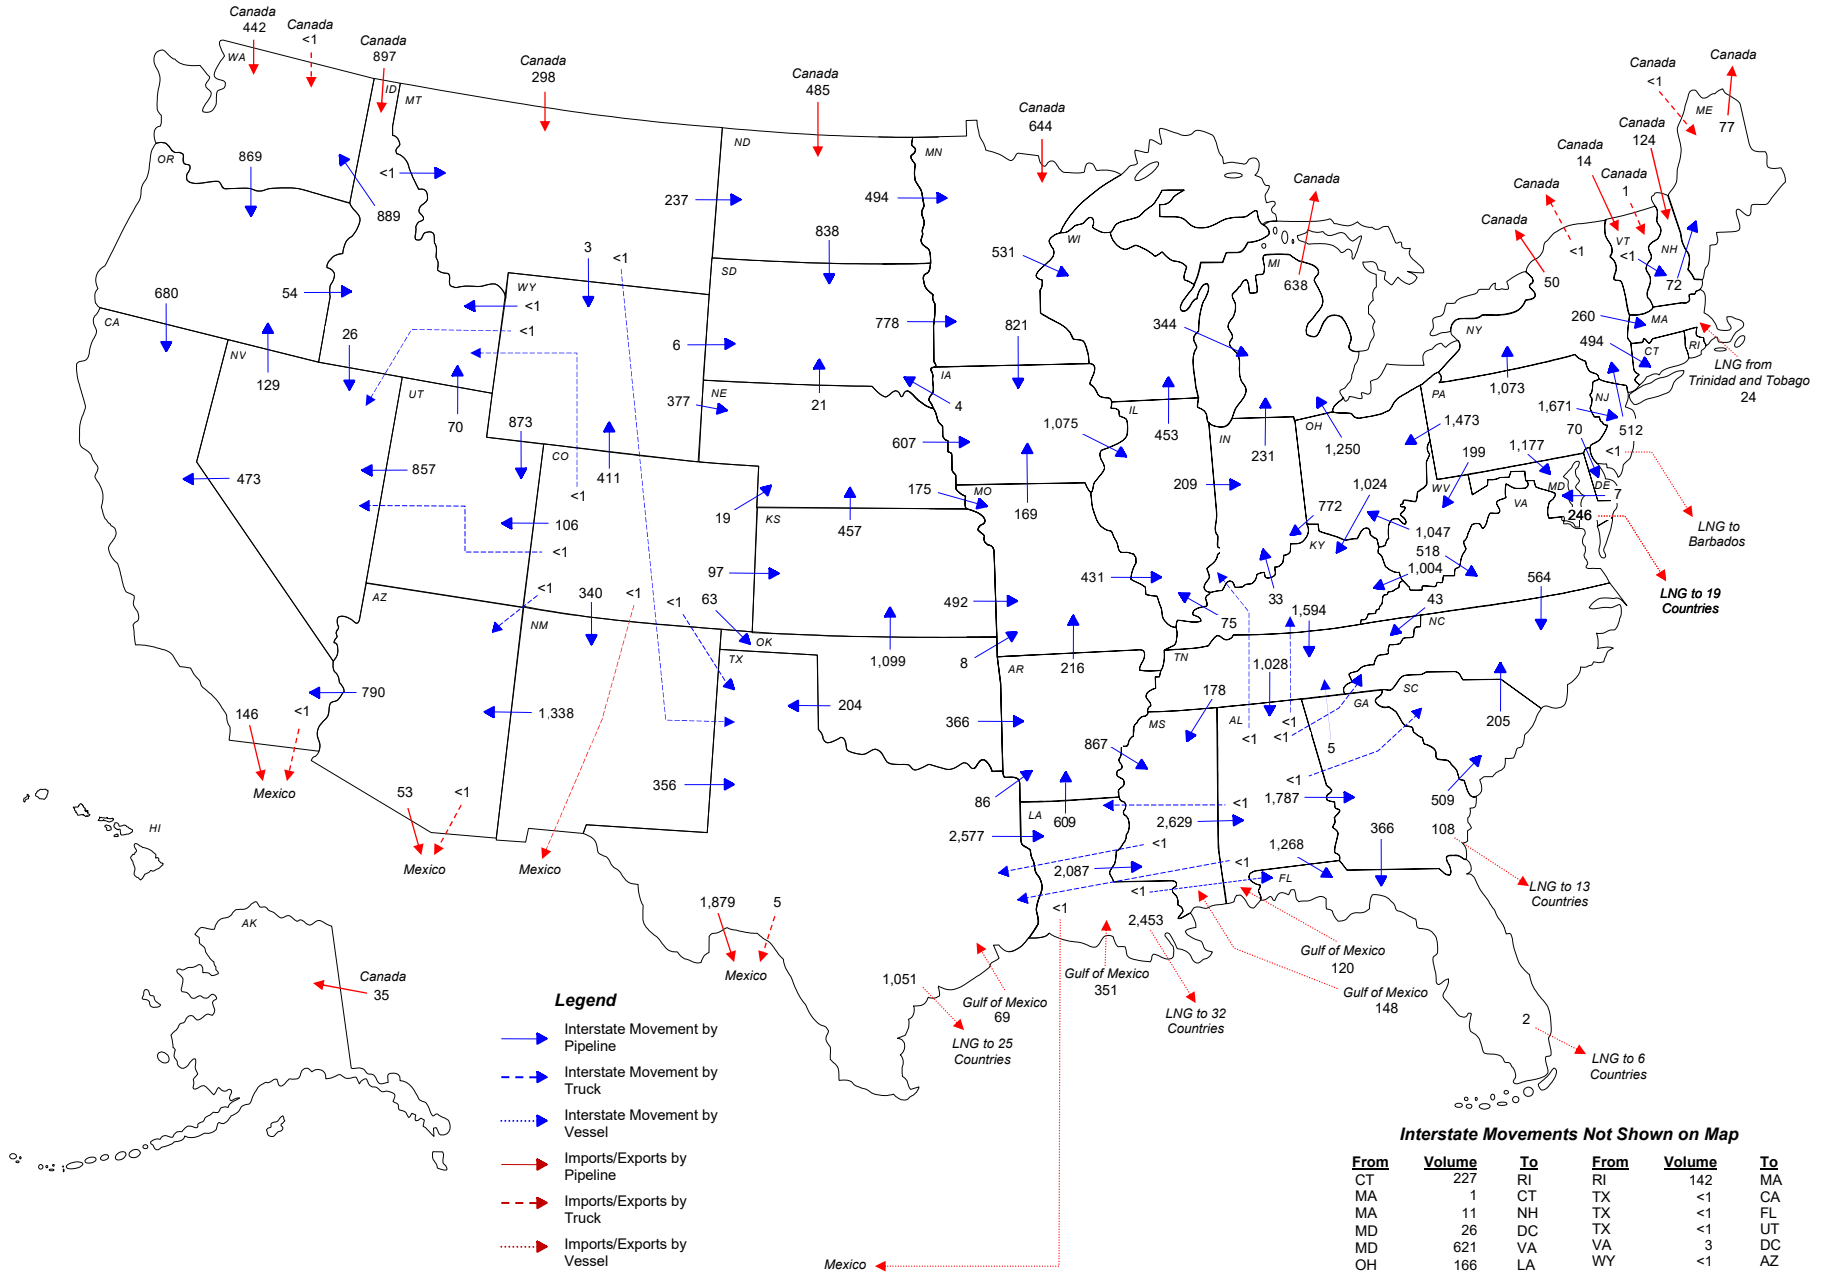 Canada
442
Canada
<1
Canada
897
Canada
298
Canada
485
Canada
644
Canada
638
Canada
50
Canada
<1
Canada
14
Canada
1
Canada
124
Canada
<1
Canada
77
WA
ID
MT
ND
MN
OR
869
889
<1
237
494
838
531
WI
MI
ME
VT
NH
<1
72
3
<1
SD
WY
680
54
26
<1
<1
6
778
821
344
NY
260
MA
494
CT
RI
LNG from
Trinidad and Tobago
24
CA
NV
129
UT
70
873
377
NE
21
IA
4
607
1,075
IL
453
IN
231
OH
1,250
PA
1,073
1,473
NJ
1,671
512
473
857
CO
411
<1
106
<1
19
KS
457
175
MO
169
209
772
1,024
199
1,177
70
<1
WV
MD
DE
VA
7
246
LNG to
Barbados
LNG to 19
Countries
KY
1,047
518
1,004
AZ
<1
NM
340
<1
<1
97
63
492
431
33
75
1,594
43
564
NC
OK
TX
1,099
8
AR
216
TN
1,028
790
1,338
204
366
178
MS
AL
<1
<1
<1
5
GA
SC
205
146
<1
Mexico
356
867
<1
1,787
509
53
<1
Mexico
Mexico
86
LA
609
<1
2,577
2,629
<1
2,087
<1
<1
1,268
FL
366
108
LNG to 13
Countries
HI
AK
Canada
35
1,879
5
Mexico
1,051
Gulf of Mexico
69
LNG to 25
Countries
<1
2,453
Gulf of Mexico
351
LNG to 32
Countries
Gulf of Mexico
120
Gulf of Mexico
148
2
LNG to 6
Countries
Mexico
Legend
Interstate Movement by
Pipeline
Interstate Movement by
Truck
Interstate Movement by
Vessel
Imports/Exports by
Pipeline
Imports/Exports by
Truck
Imports/Exports by
Vessel
Interstate Movements Not Shown on Map
From Volume To From Volume To
CT 227 RI RI 142 MA
MA 1 CT TX <1 CA
MA 11 NH TX <1 FL
MD 26 DC TX <1 UT
MD 621 VA VA 3 DC
OH 166 LA WY <1 AZ